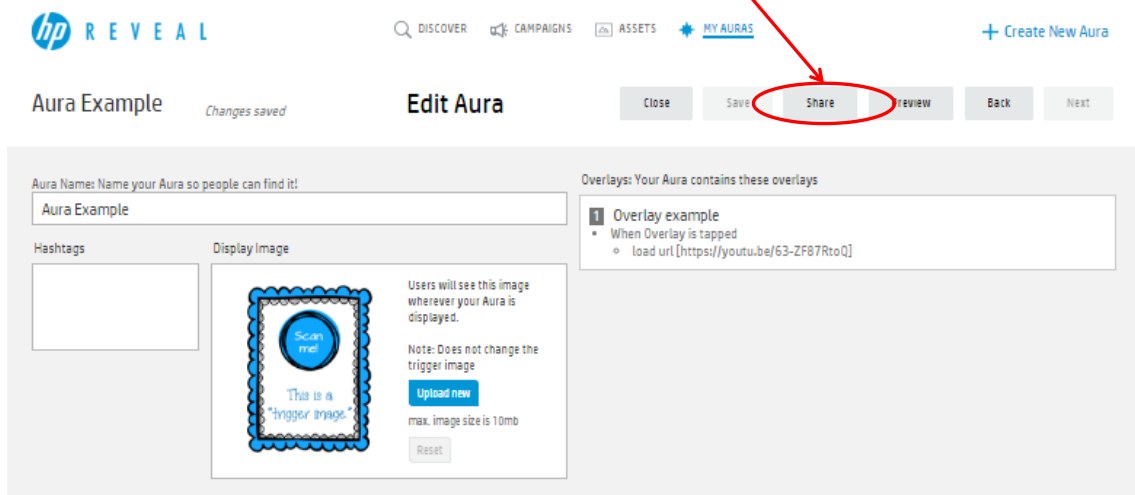 hp REVEAL
DISCOVER CAMPAIGNS ASSETS MY AURAS
+ Create New Aura
Aura Example Changes saved Edit Aura
Close Save Share Preview Back Next
Aura Name: Name your Aura so people can find it!
Aura Example
Hashtags
Display Image
Scan
me!
This is a
"trigger image."
Users will see this image
wherever your Aura is
displayed.
Note: Does not change the
trigger image
Upload new
max. image size is 10mb
Reset
Overlays: Your Aura contains these overlays
1 Overlay example
• When Overlay is tapped
○ load url [https://youtu.be/63-ZF87RtoQ]